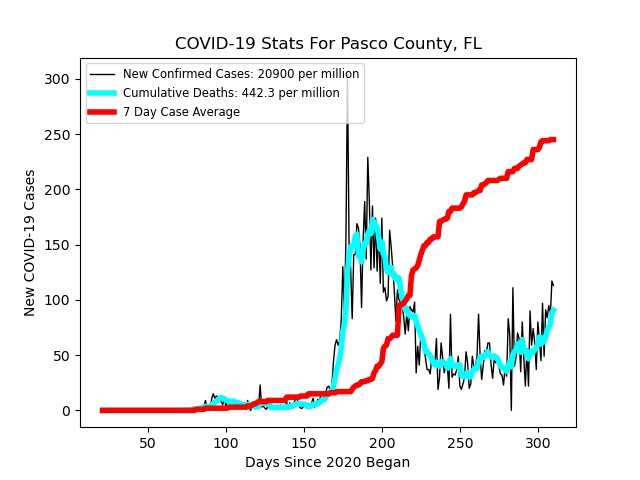 COVID-19 Stats For Pasco County, FL
New Confirmed Cases: 20900 per million
Cumulative Deaths: 442.3 per million
7 Day Case Average
New COVID-19 Cases
300
250
200
150
100
50
0
50 100 150 200 250 300
Days Since 2020 Began